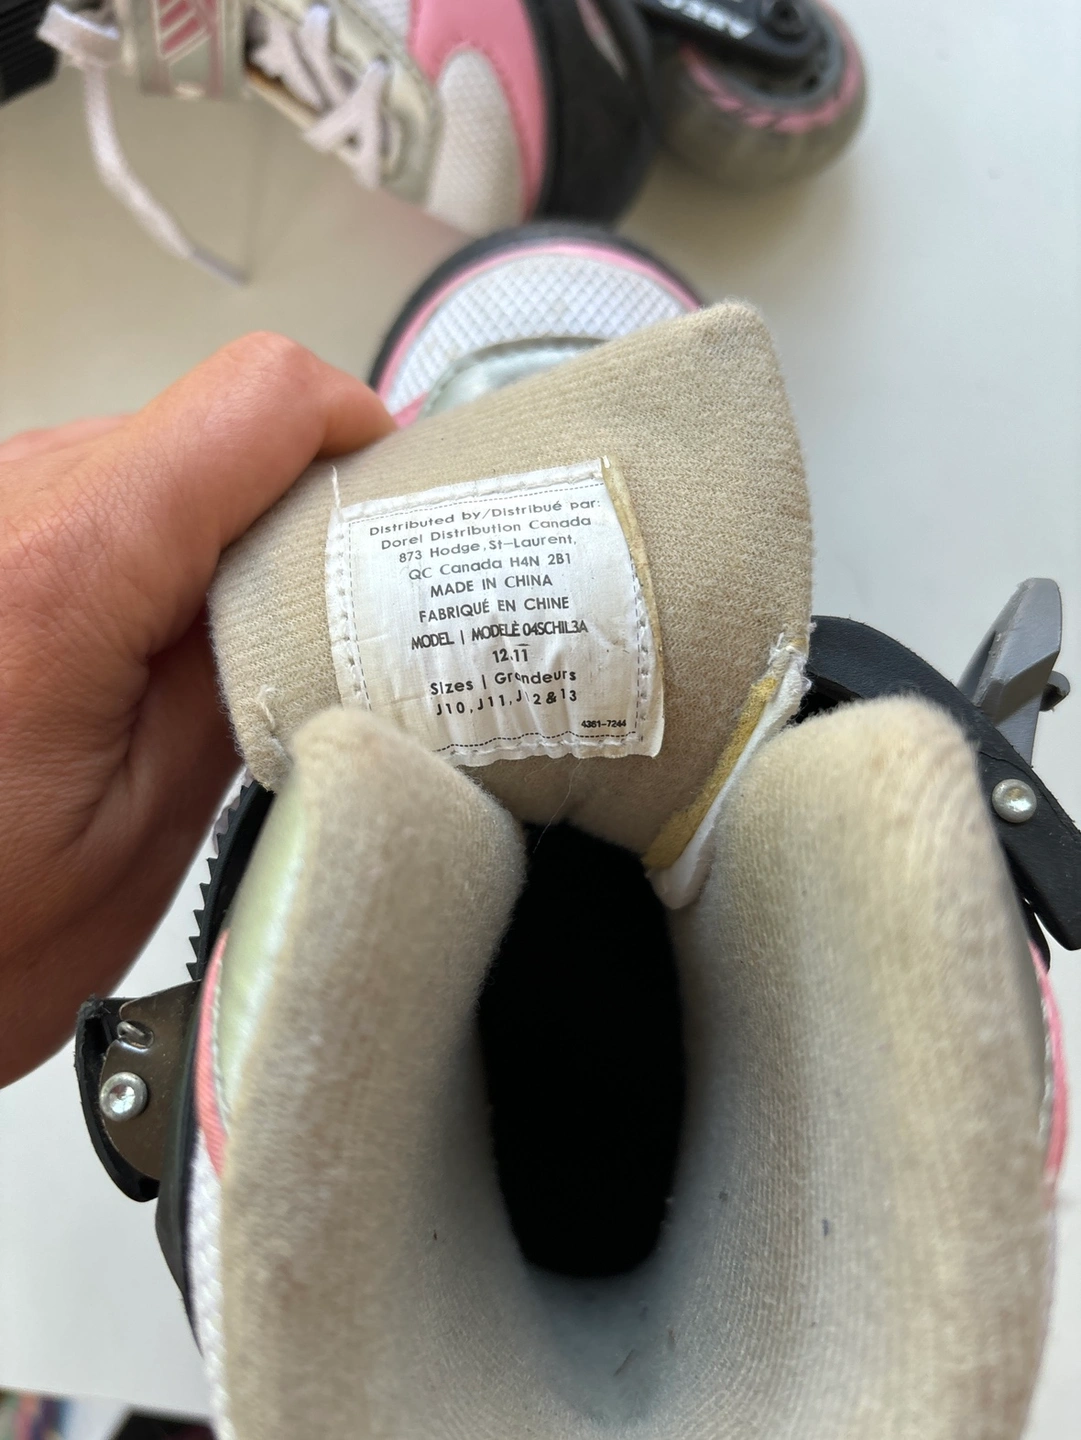 Distributed by/Distribué par:
Dorel Distribution Canada
873 Hodge, St-Laurent,
QC Canada H4N 2B1
MADE IN CHINA
FABRIQUÉ EN CHINE
MODEL | MODELÈ 04SCHIL3A
12.11
Sizes | Grandeurs
J10, J11, J12 & 13
4361-7244